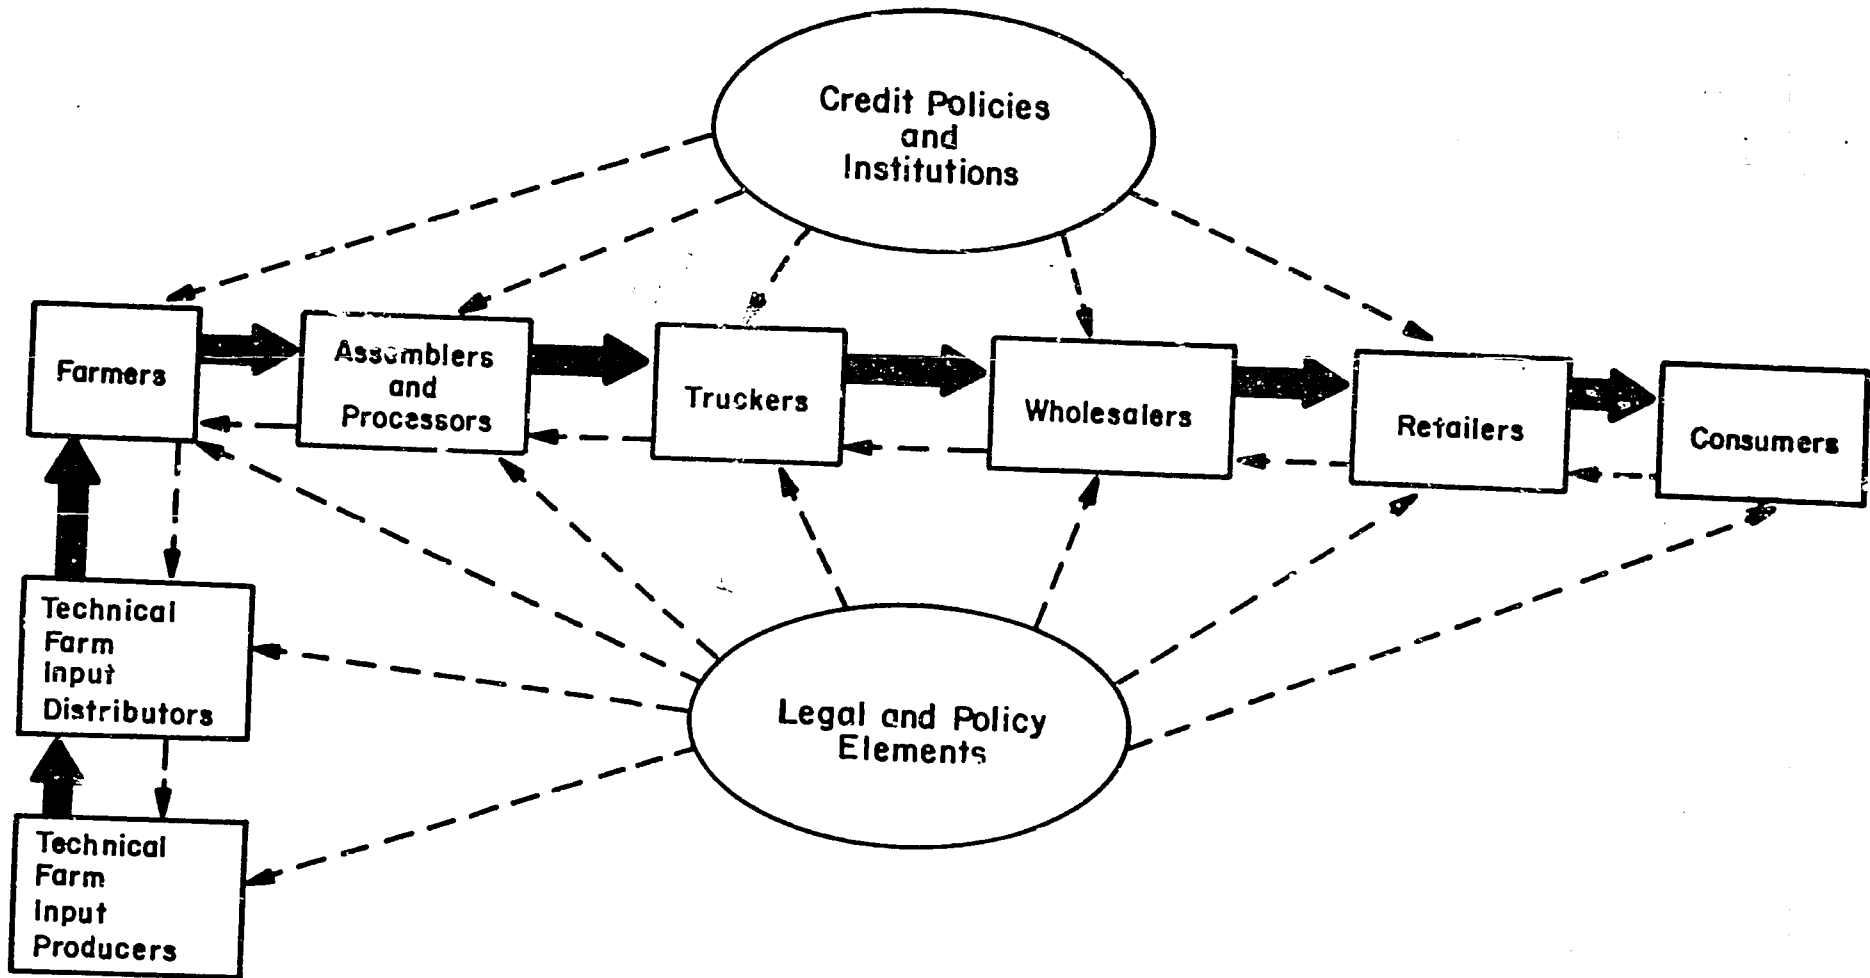 Credit Policies
and
Institutions
Farmers
Assemblers
and
Processors
Truckers
Wholesalers
Retailers
Consumers
Technical
Farm
Input
Distributors
Legal and Policy
Elements
Technical
Farm
Input
Producers